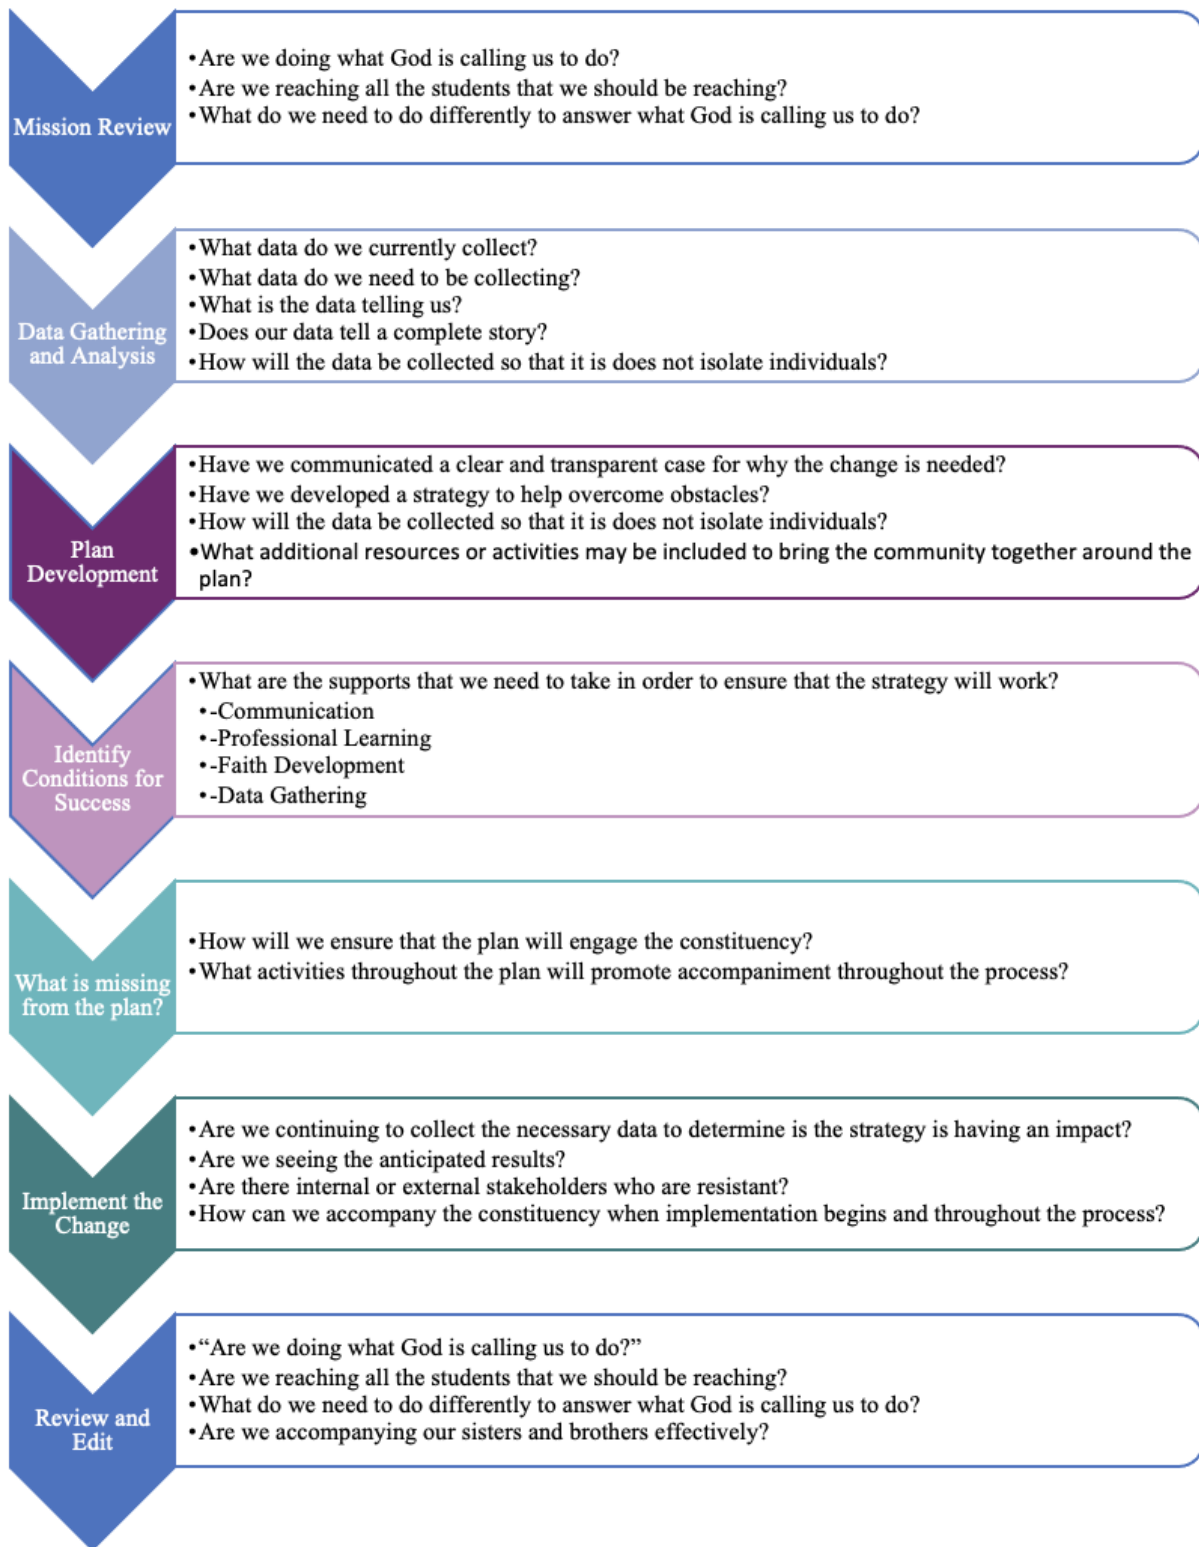 Mission Review
•Are we doing what God is calling us to do?
•Are we reaching all the students that we should be reaching?
•What do we need to do differently to answer what God is calling us to do?
Data Gathering
and Analysis
•What data do we currently collect?
•What data do we need to be collecting?
•What is the data telling us?
•Does our data tell a complete story?
•How will the data be collected so that it is does not isolate individuals?
Plan
Development
•Have we communicated a clear and transparent case for why the change is needed?
•Have we developed a strategy to help overcome obstacles?
•How will the data be collected so that it is does not isolate individuals?
•What additional resources or activities may be included to bring the community together around the
plan?
Identify
Conditions for
Success
•What are the supports that we need to take in order to ensure that the strategy will work?
•-Communication
•-Professional Learning
•-Faith Development
•-Data Gathering
What is missing
from the plan?
•How will we ensure that the plan will engage the constituency?
•What activities throughout the plan will promote accompaniment throughout the process?
Implement the
Change
•Are we continuing to collect the necessary data to determine is the strategy is having an impact?
•Are we seeing the anticipated results?
•Are there internal or external stakeholders who are resistant?
•How can we accompany the constituency when implementation begins and throughout the process?
Review and
Edit
•“Are we doing what God is calling us to do?”
•Are we reaching all the students that we should be reaching?
•What do we need to do differently to answer what God is calling us to do?
•Are we accompanying our sisters and brothers effectively?